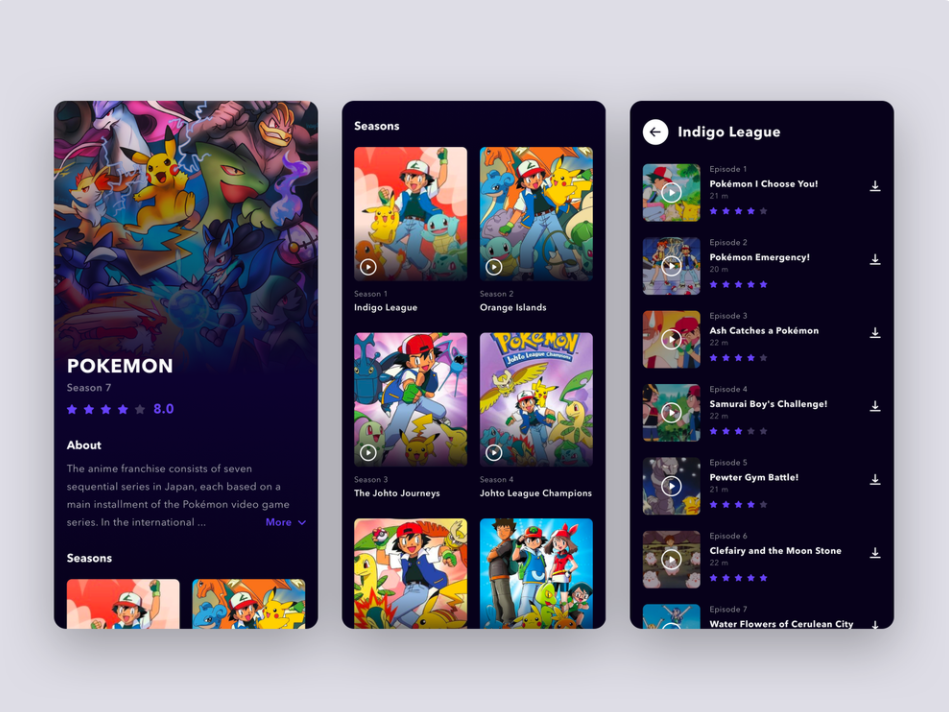 POKEMON
Season 7
8.0
About
The anime franchise consists of seven
sequential series in Japan, each based on a
main installment of the Pokémon video game
series. In the international ...
More
Seasons
Seasons
Season 1
Indigo League
Season 2
Orange Islands
POKéMON
Johto League Champions
Season 3
The Johto Journeys
Season 4
Johto League Champions
Indigo League
Episode 1
Pokémon I Choose You!
21 m
Episode 2
Pokémon Emergency!
20 m
Episode 3
Ash Catches a Pokémon
22 m
Episode 4
Samurai Boy's Challenge!
22 m
Episode 5
Pewter Gym Battle!
21 m
Episode 6
Clefairy and the Moon Stone
22 m
Episode 7
Water Flowers of Cerulean City